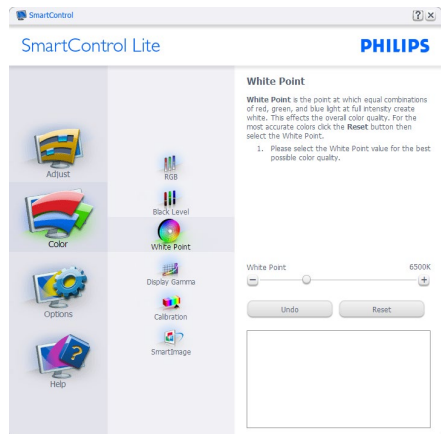 SmartControl
SmartControl Lite
PHILIPS
Adjust
Color
Options
Help
RGB
Black Level
White Point
Display Gamma
Calibration
SmartImage
White Point
White Point is the point at which equal combinations
of red, green, and blue light at full intensity create
white. This effects the overall color quality. For the
most accurate colors click the Reset button then
select the White Point.
1. Please select the White Point value for the best
possible color quality.
White Point 6500K
Undo Reset